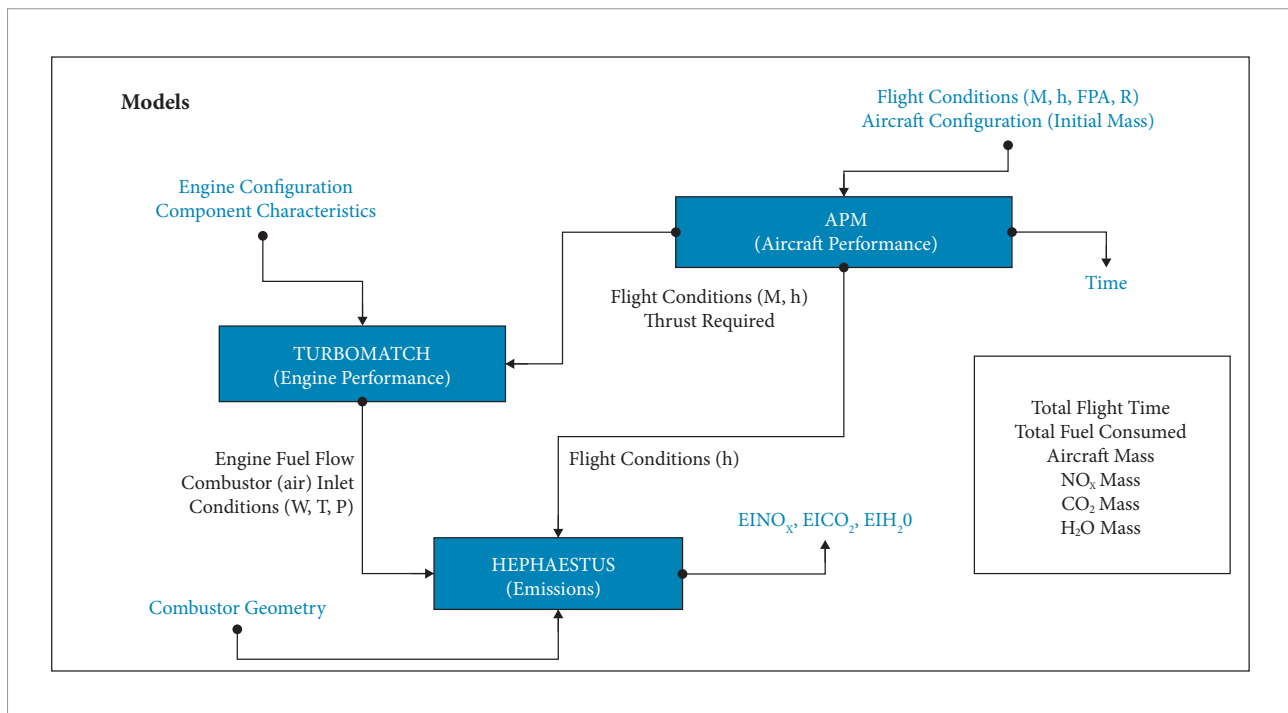 Models
Flight Conditions (M, h, FPA, R)
Aircraft Configuration (Initial Mass)
Engine Configuration
Component Characteristics
APM
(Aircraft Performance)
Time
Flight Conditions (M, h)
Thrust Required
TURBOMATCH
(Engine Performance)
Total Flight Time
Total Fuel Consumed
Aircraft Mass
NOₓ Mass
CO₂ Mass
H₂O Mass
Engine Fuel Flow
Combustor (air) Inlet
Conditions (W, T, P)
Flight Conditions (h)
EINOₓ, EICO₂, EIH₂0
HEPHAESTUS
(Emissions)
Combustor Geometry